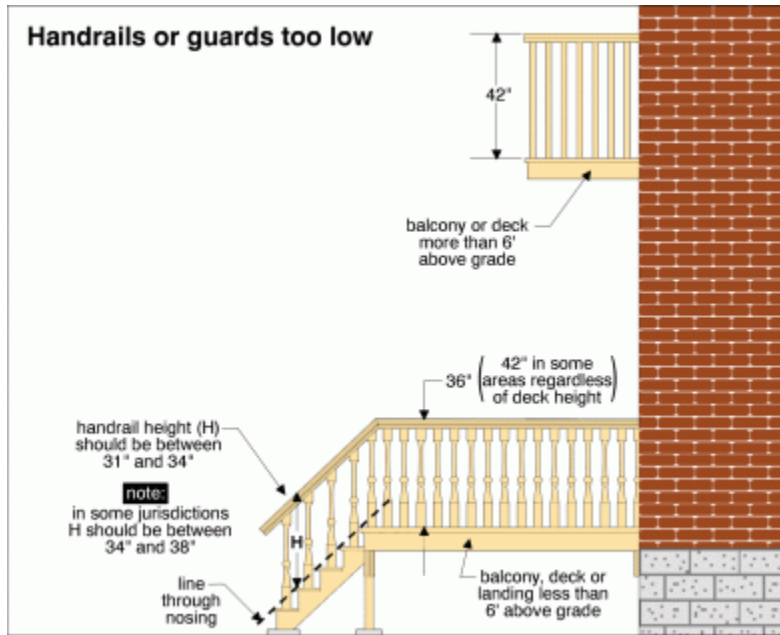 Handrails or guards too low
42"
balcony or deck
more than 6'
above grade
36" (42" in some
areas regardless
of deck height)
handrail height (H)
should be between
31" and 34"
note:
in some jurisdictions
H should be between
34" and 38"
H
line
through
nosing
balcony, deck or
landing less than
6' above grade